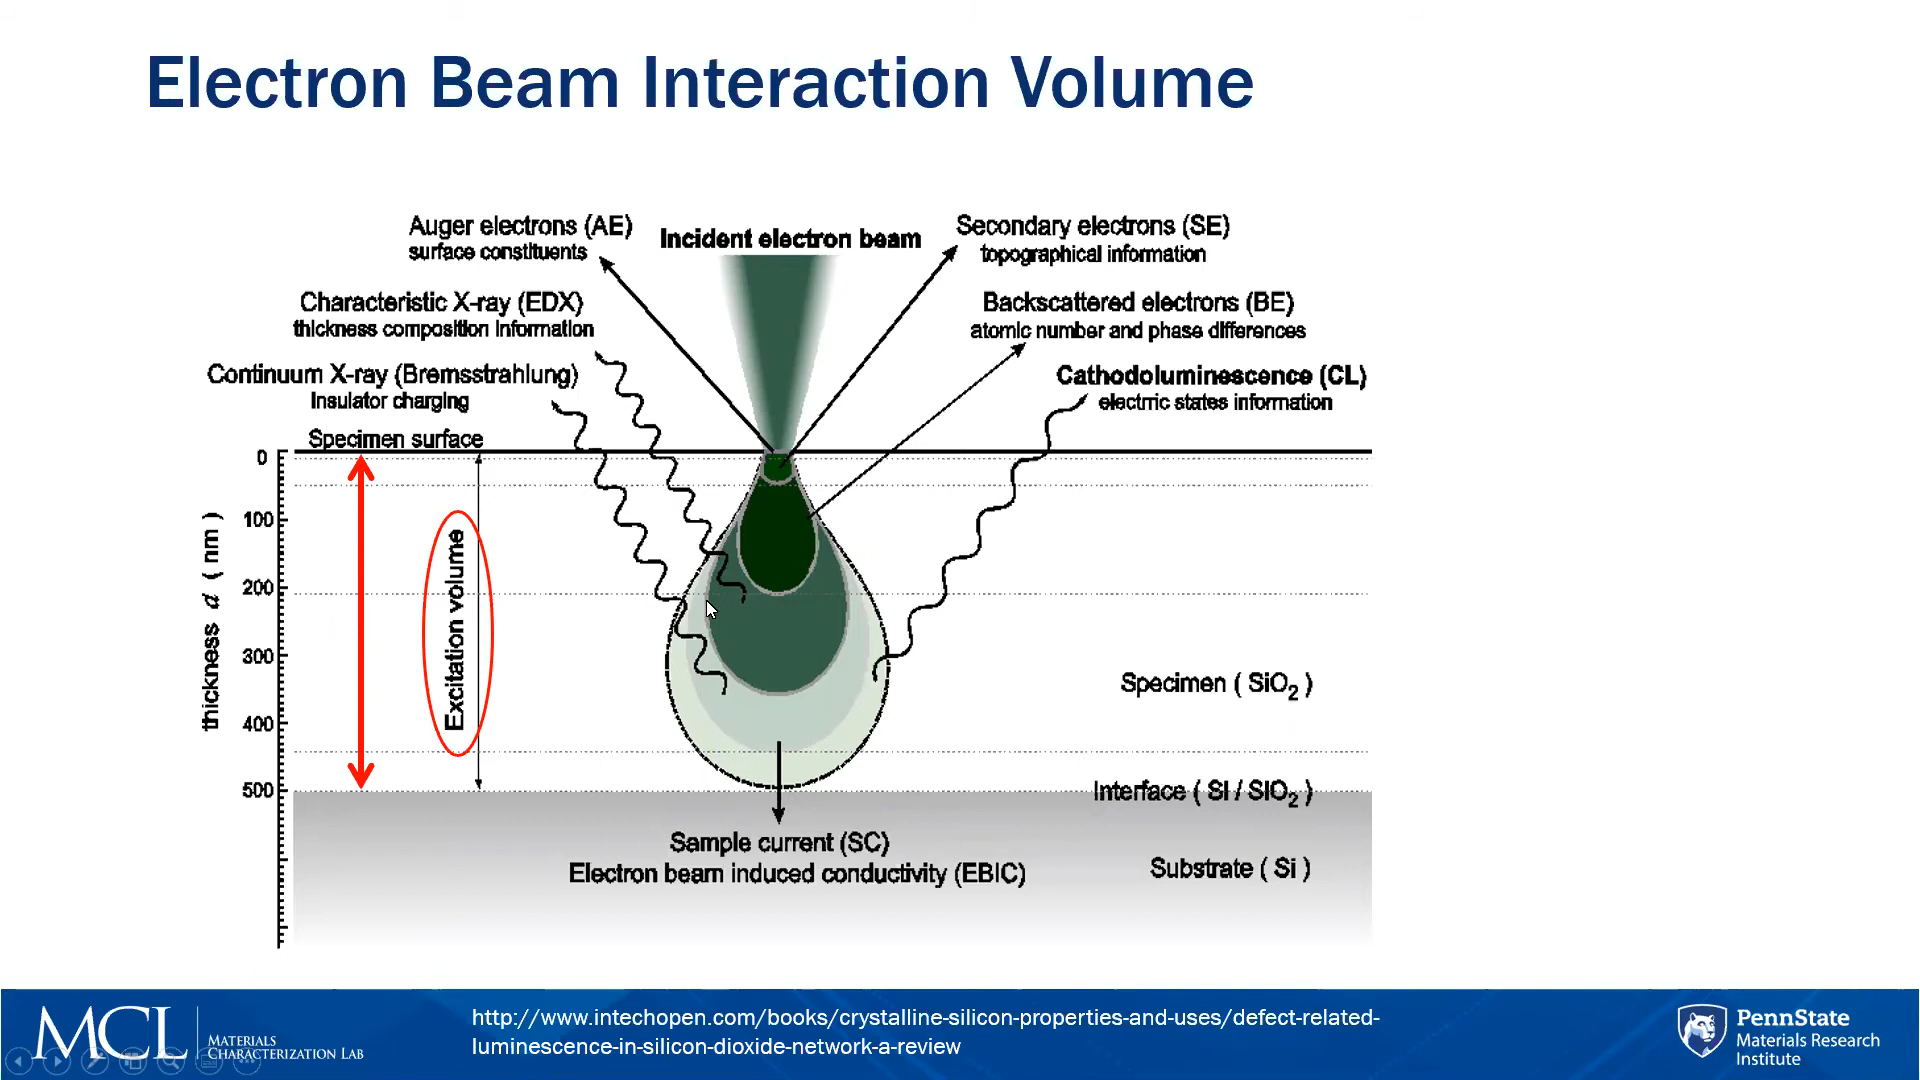 Electron Beam Interaction Volume
Auger electrons (AE)
surface constituents
Incident electron beam
Secondary electrons (SE)
topographical information
Characteristic X-ray (EDX)
thickness composition information
Backscattered electrons (BE)
atomic number and phase differences
Continuum X-ray (Bremsstrahlung)
Insulator charging
Cathodoluminescence (CL)
electrric states information
Specimen surface
0
100
200
300
400
500
thickness d ( nm )
Excitation volume
Specimen ( SiO2 )
Interface ( Si / SiO2 )
Sample current (SC)
Electron beam induced conductivity (EBIC)
Substrate ( Si )
MCL
MATERIALS
CHARACTERIZATION LAB
http://www.intechopen.com/books/crystalline-silicon-properties-and-uses/defect-related-
luminescence-in-silicon-dioxide-network-a-review
PennState
Materials Research
Institute